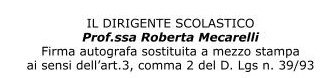 IL DIRIGENTE SCOLASTICO
Prof.ssa Roberta Mecarelli
Firma autografa sostituita a mezzo stampa
ai sensi dell’art.3, comma 2 del D. Lgs n. 39/93